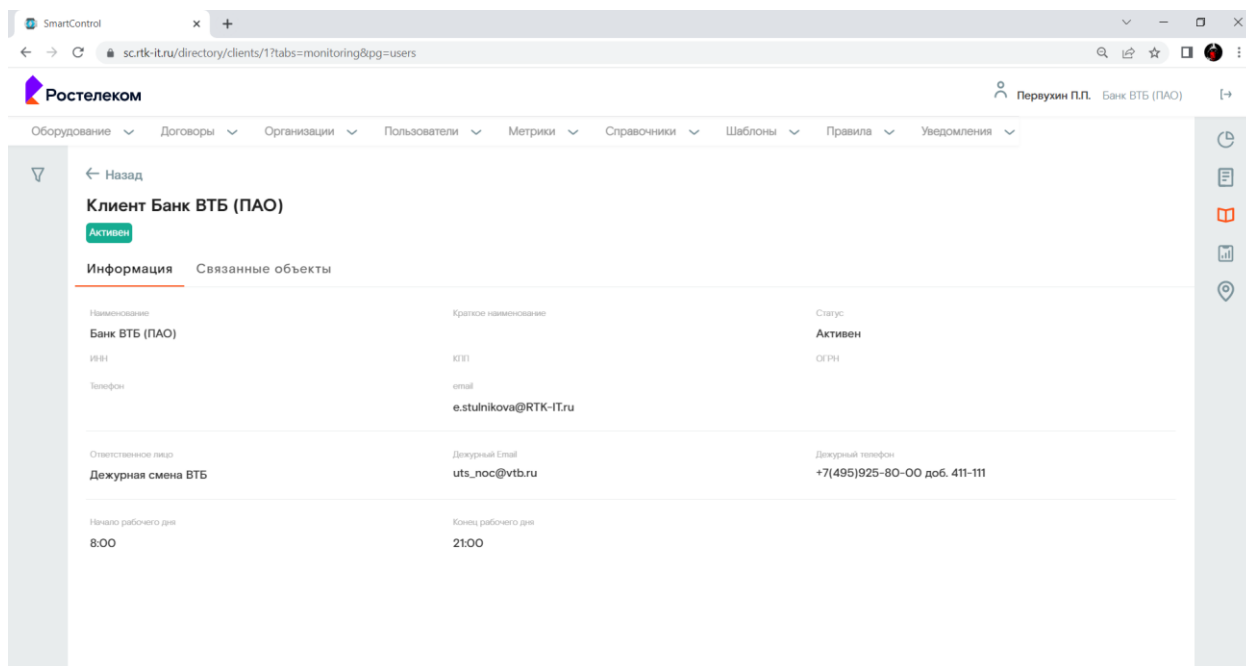 SmartControl
sc.rtk-it.ru/directory/clients/1?tabs=monitoring&pg=users
Ростелеком
Первухин П.П. Банк ВТБ (ПАО)
Оборудование Договоры Организации Пользователи Метрики Справочники Шаблоны Правила Уведомления
Назад
Клиент Банк ВТБ (ПАО)
Активен
Информация Связанные объекты
Наименование Краткое наименование Статус
Банк ВТБ (ПАО) Активен
ИНН КПП ОГРН
Телефон email
e.stulnikova@RTK-IT.ru
Ответственное лицо Дежурный Email Дежурный телефон
Дежурная смена ВТБ uts_noc@vtb.ru +7(495)925-80-00 доб. 411-111
Начало рабочего дня Конец рабочего дня
8:00 21:00